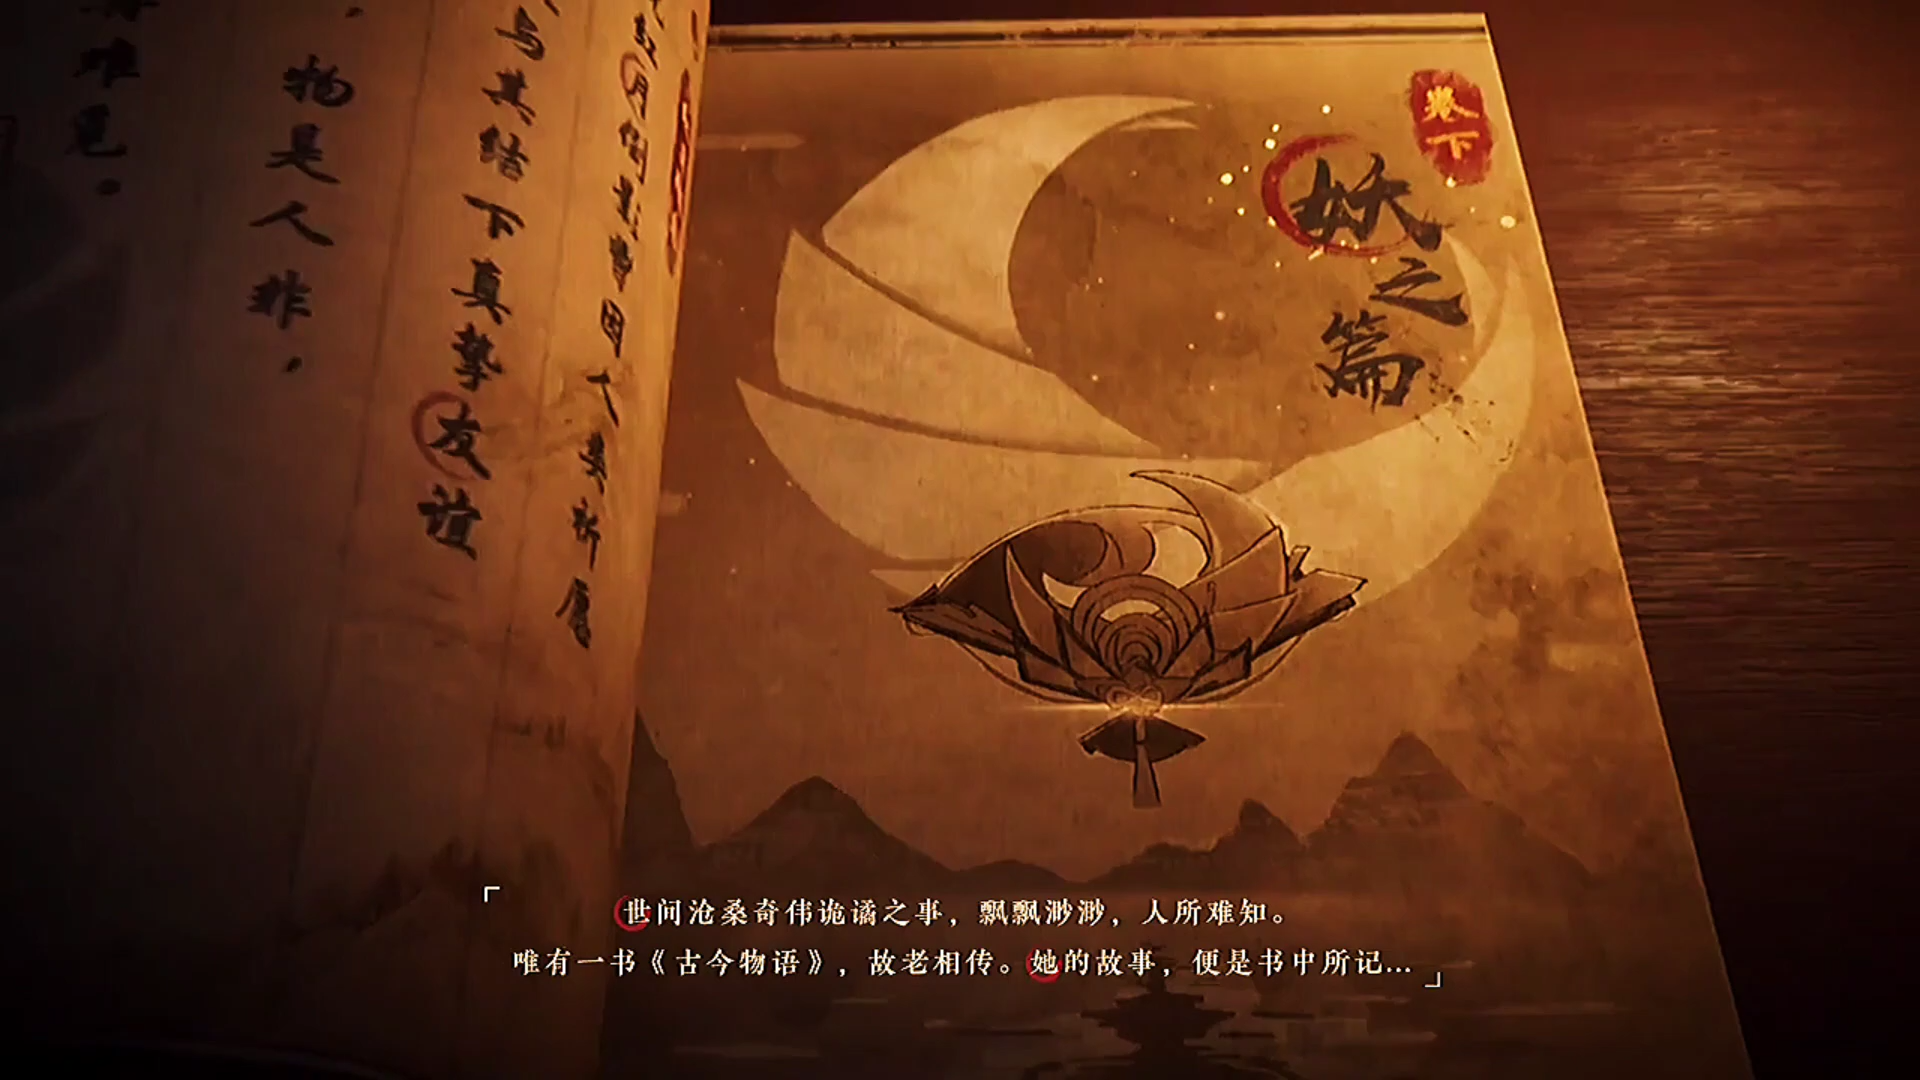 卷下
妖之篇
与其结下真挚友谊
物是人非，
难见。
世间沧桑奇伟诡谲之事，飘飘渺渺，人所难知。
唯有一书《古今物语》，故老相传。她的故事，便是书中所记...